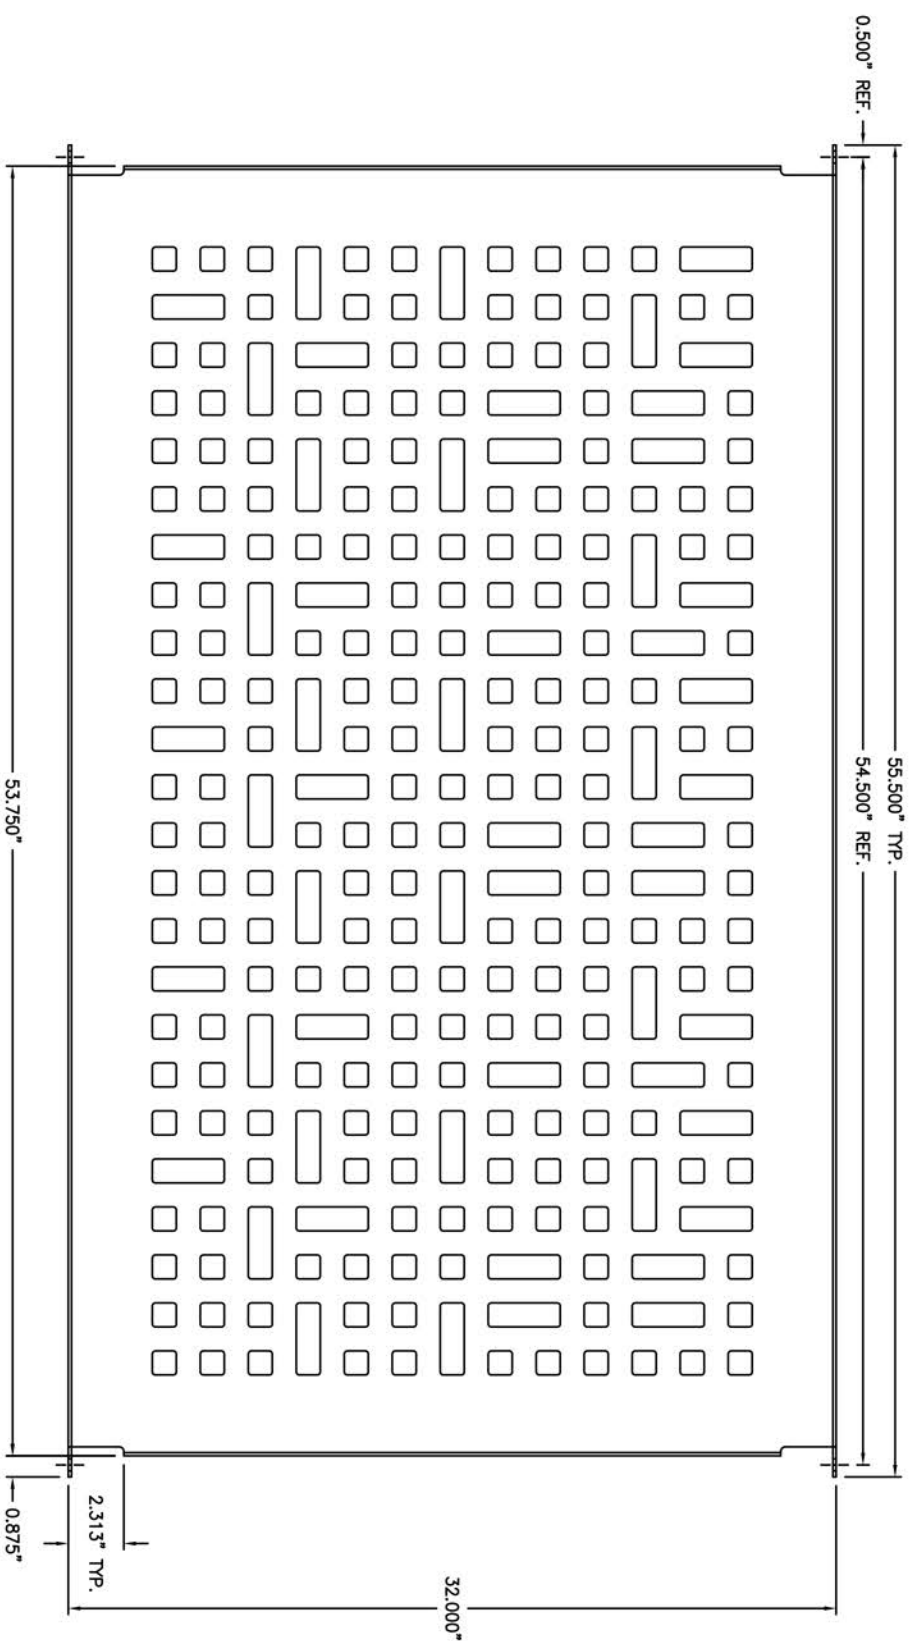 55.500" TYP.
54.500" REF.
0.500" REF.
32.000"
2.313" TYP.
53.750"
0.875"